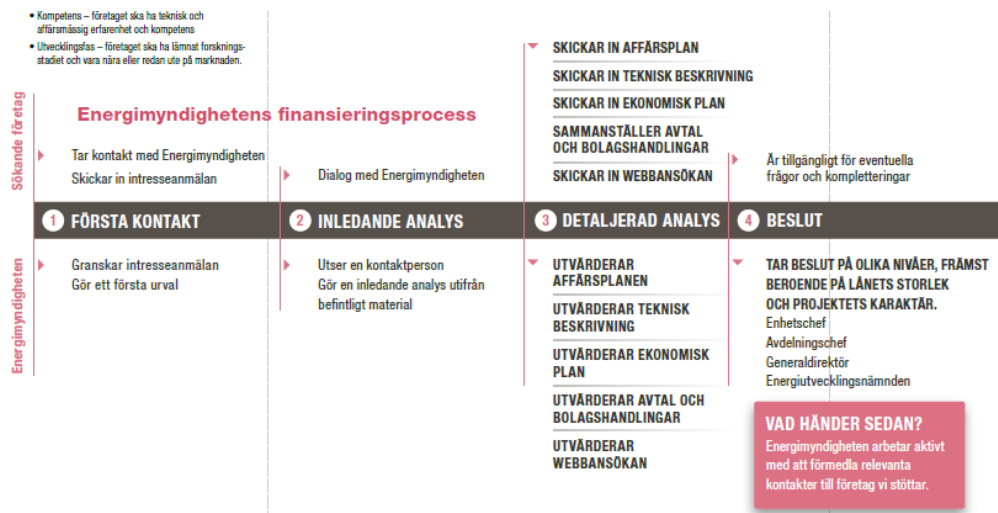 • Kompetens – företaget ska ha teknisk och
affärsmässig erfarenhet och kompetens
• Utvecklingsfas – företaget ska ha lämnat forsknings-
stadiet och vara nära eller redan ute på marknaden.
Energimyndighetens finansieringsprocess
Sökande företag
Tar kontakt med Energimyndigheten
Skickar in intresseanmälan
Dialog med Energimyndigheten
SKICKAR IN AFFÄRSPLAN
SKICKAR IN TEKNISK BESKRIVNING
SKICKAR IN EKONOMISK PLAN
SAMMANSTÄLLER AVTAL
OCH BOLAGSHANDLINGAR
SKICKAR IN WEBBANSÖKAN
Är tillgängligt för eventuella
frågor och kompletteringar
1 FÖRSTA KONTAKT
2 INLEDANDE ANALYS
3 DETALJERAD ANALYS
4 BESLUT
Energimyndigheten
Granskar intresseanmälan
Gör ett första urval
Utser en kontaktperson
Gör en inledande analys utifrån
befintligt material
UTVÄRDERAR
AFFÄRSPLANEN
UTVÄRDERAR TEKNISK
BESKRIVNING
UTVÄRDERAR EKONOMISK
PLAN
UTVÄRDERAR AVTAL OCH
BOLAGSHANDLINGAR
UTVÄRDERAR
WEBBANSÖKAN
TAR BESLUT PÅ OLIKA NIVÅER, FRÄMST
BEROENDE PÅ LÅNETS STORLEK
OCH PROJEKTETS KARAKTÄR.
Enhetschef
Avdelningschef
Generaldirektör
Energiutvecklingsnämnden
VAD HÄNDER SEDAN?
Energimyndigheten arbetar aktivt
med att förmedla relevanta
kontakter till företag vi stöttar.